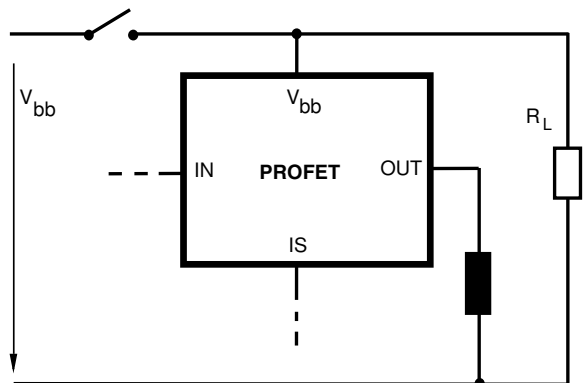 V_bb
V_bb
R_L
IN
PROFET
OUT
IS